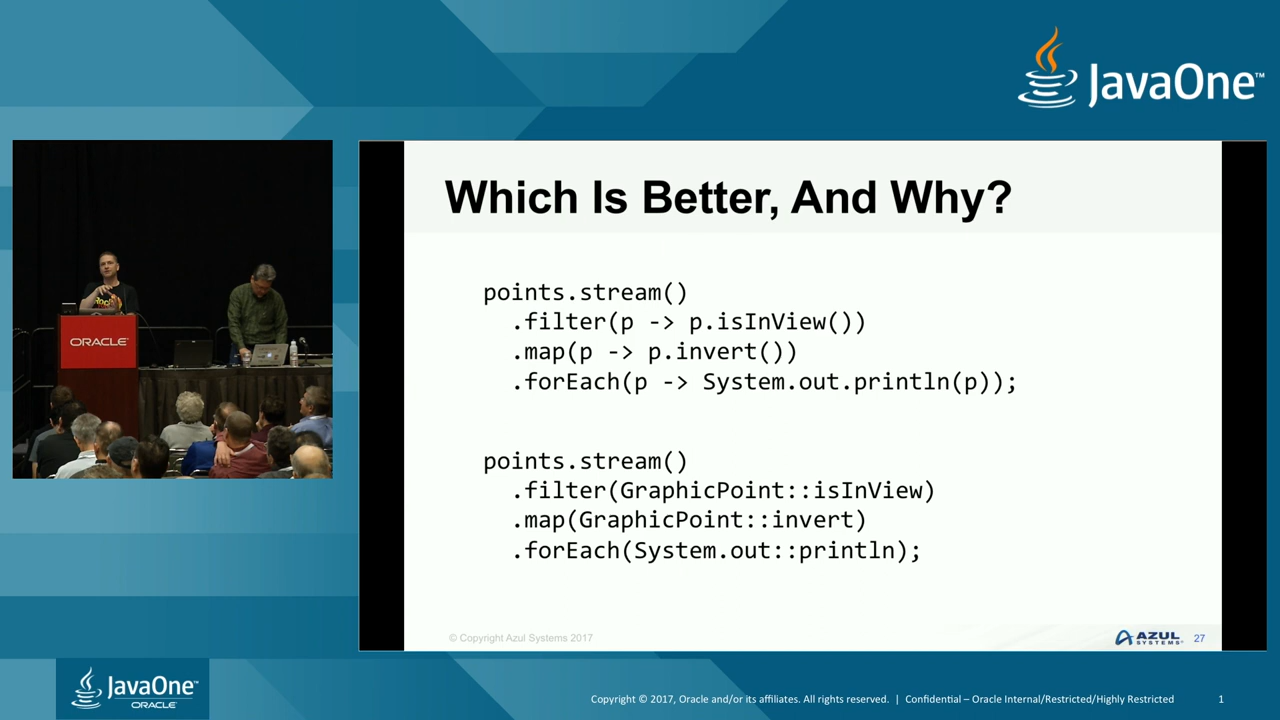 JavaOne™
Which Is Better, And Why?
points.stream()
.filter(p -> p.isInView())
.map(p -> p.invert())
.forEach(p -> System.out.println(p));
points.stream()
.filter(GraphicPoint::isInView)
.map(GraphicPoint::invert)
.forEach(System.out::println);
ORACLE
© Copyright Azul Systems 2017
AZUL
SYSTEMS
27
JavaOne™
ORACLE
Copyright © 2017, Oracle and/or its affiliates. All rights reserved. | Confidential – Oracle Internal/Restricted/Highly Restricted
1